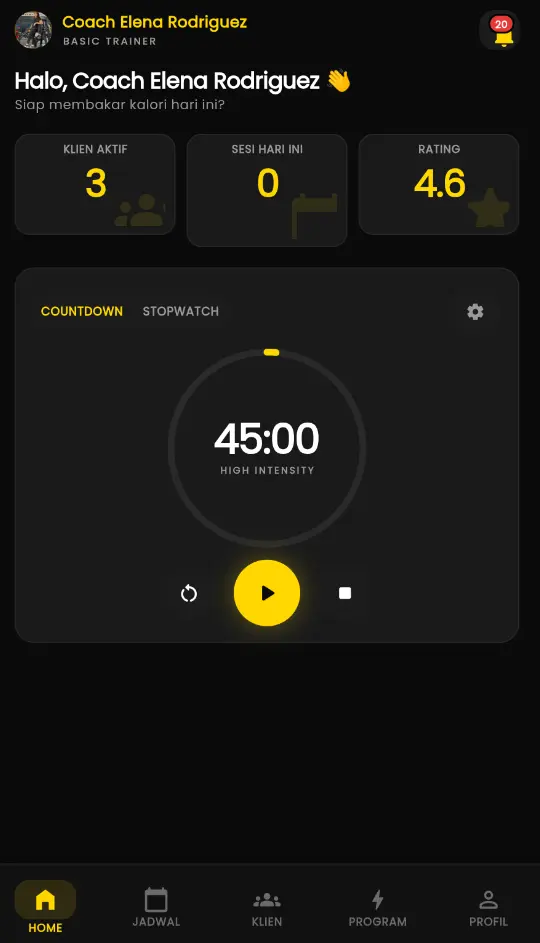 Coach Elena Rodriguez
BASIC TRAINER
20
Halo, Coach Elena Rodriguez 👋
Siap membakar kalori hari ini?
KLIEN AKTIF
3
SESI HARI INI
0
RATING
4.6
COUNTDOWN
STOPWATCH
45:00
HIGH INTENSITY
HOME
JADWAL
KLIEN
PROGRAM
PROFIL